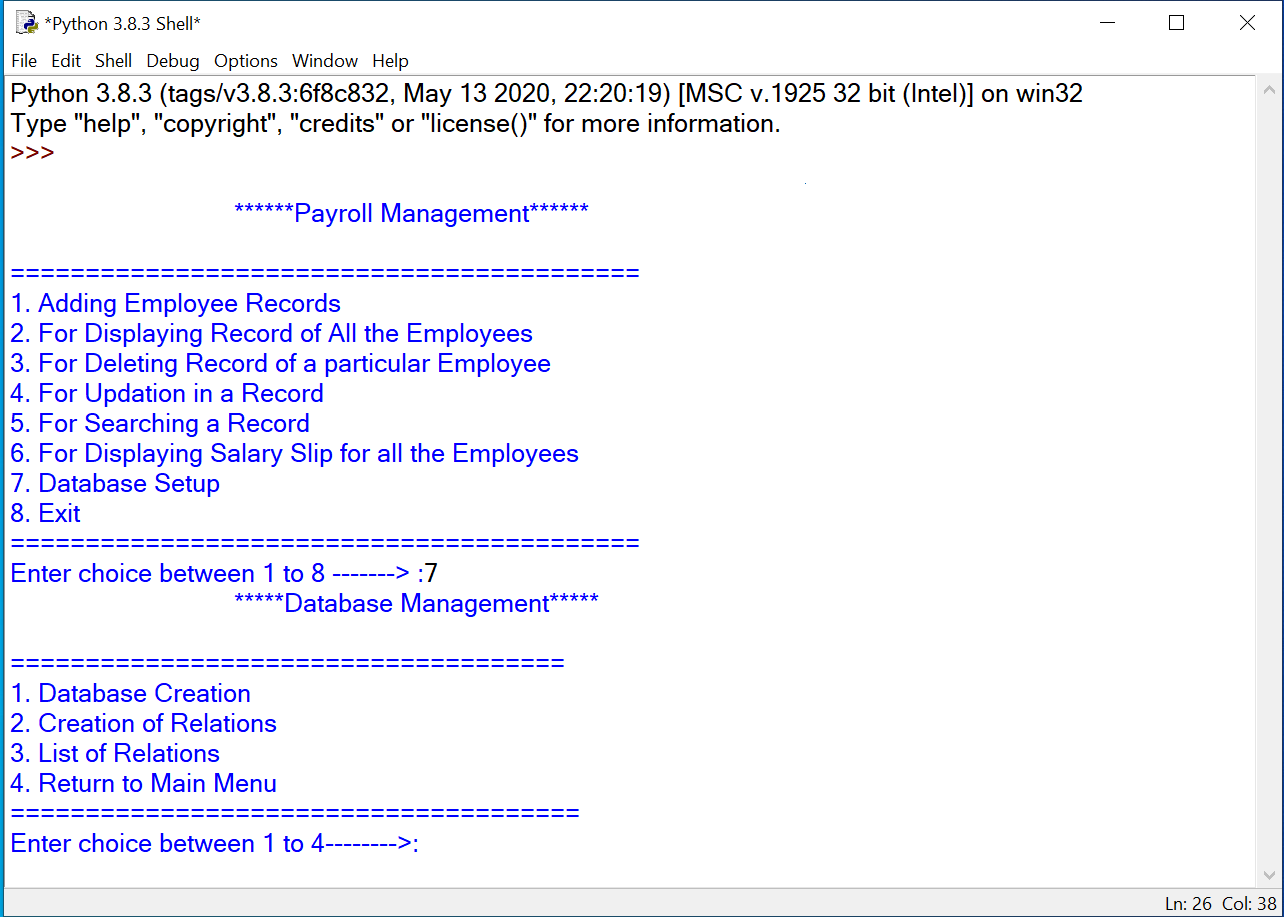 *Python 3.8.3 Shell*
File Edit Shell Debug Options Window Help
Python 3.8.3 (tags/v3.8.3:6f8c832, May 13 2020, 22:20:19) [MSC v.1925 32 bit (Intel)] on win32
Type "help", "copyright", "credits" or "license()" for more information.
>>>
******Payroll Management******
==========================================
1. Adding Employee Records
2. For Displaying Record of All the Employees
3. For Deleting Record of a particular Employee
4. For Updation in a Record
5. For Searching a Record
6. For Displaying Salary Slip for all the Employees
7. Database Setup
8. Exit
==========================================
Enter choice between 1 to 8 -------> :7
*****Database Management*****
=====================================
1. Database Creation
2. Creation of Relations
3. List of Relations
4. Return to Main Menu
======================================
Enter choice between 1 to 4-------->:
Ln: 26 Col: 38